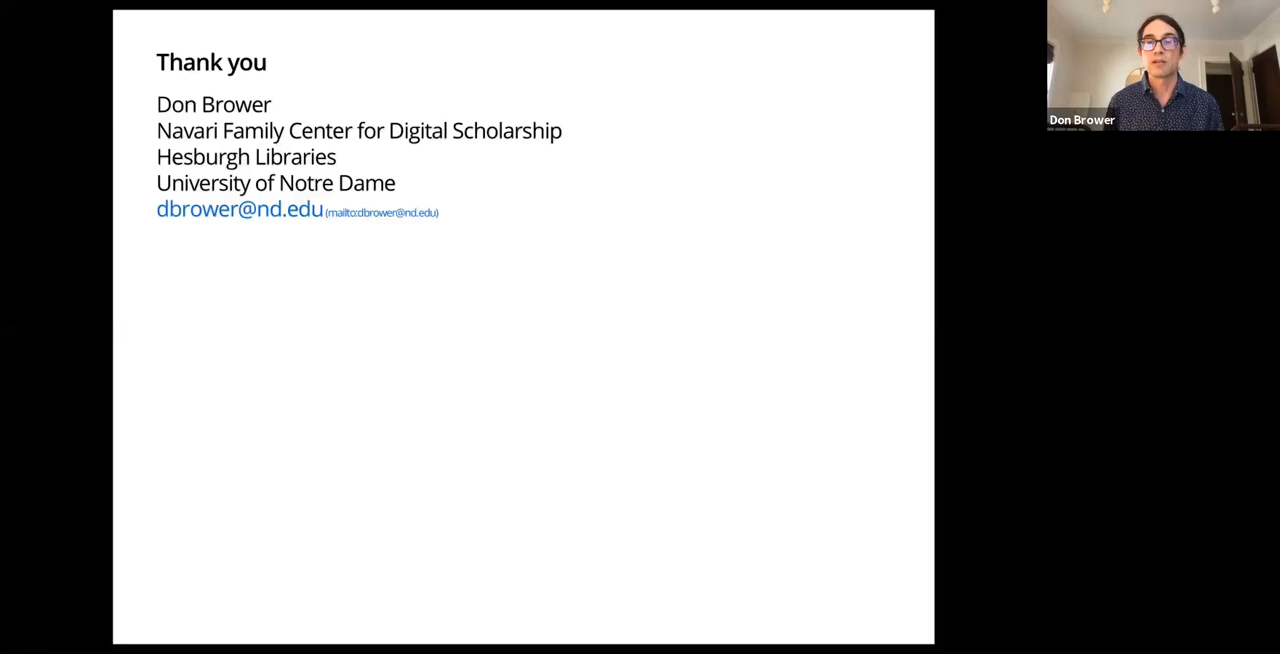 Thank you
Don Brower
Navari Family Center for Digital Scholarship
Hesburgh Libraries
University of Notre Dame
dbrower@nd.edu (mailto:dbrower@nd.edu)
Don Brower